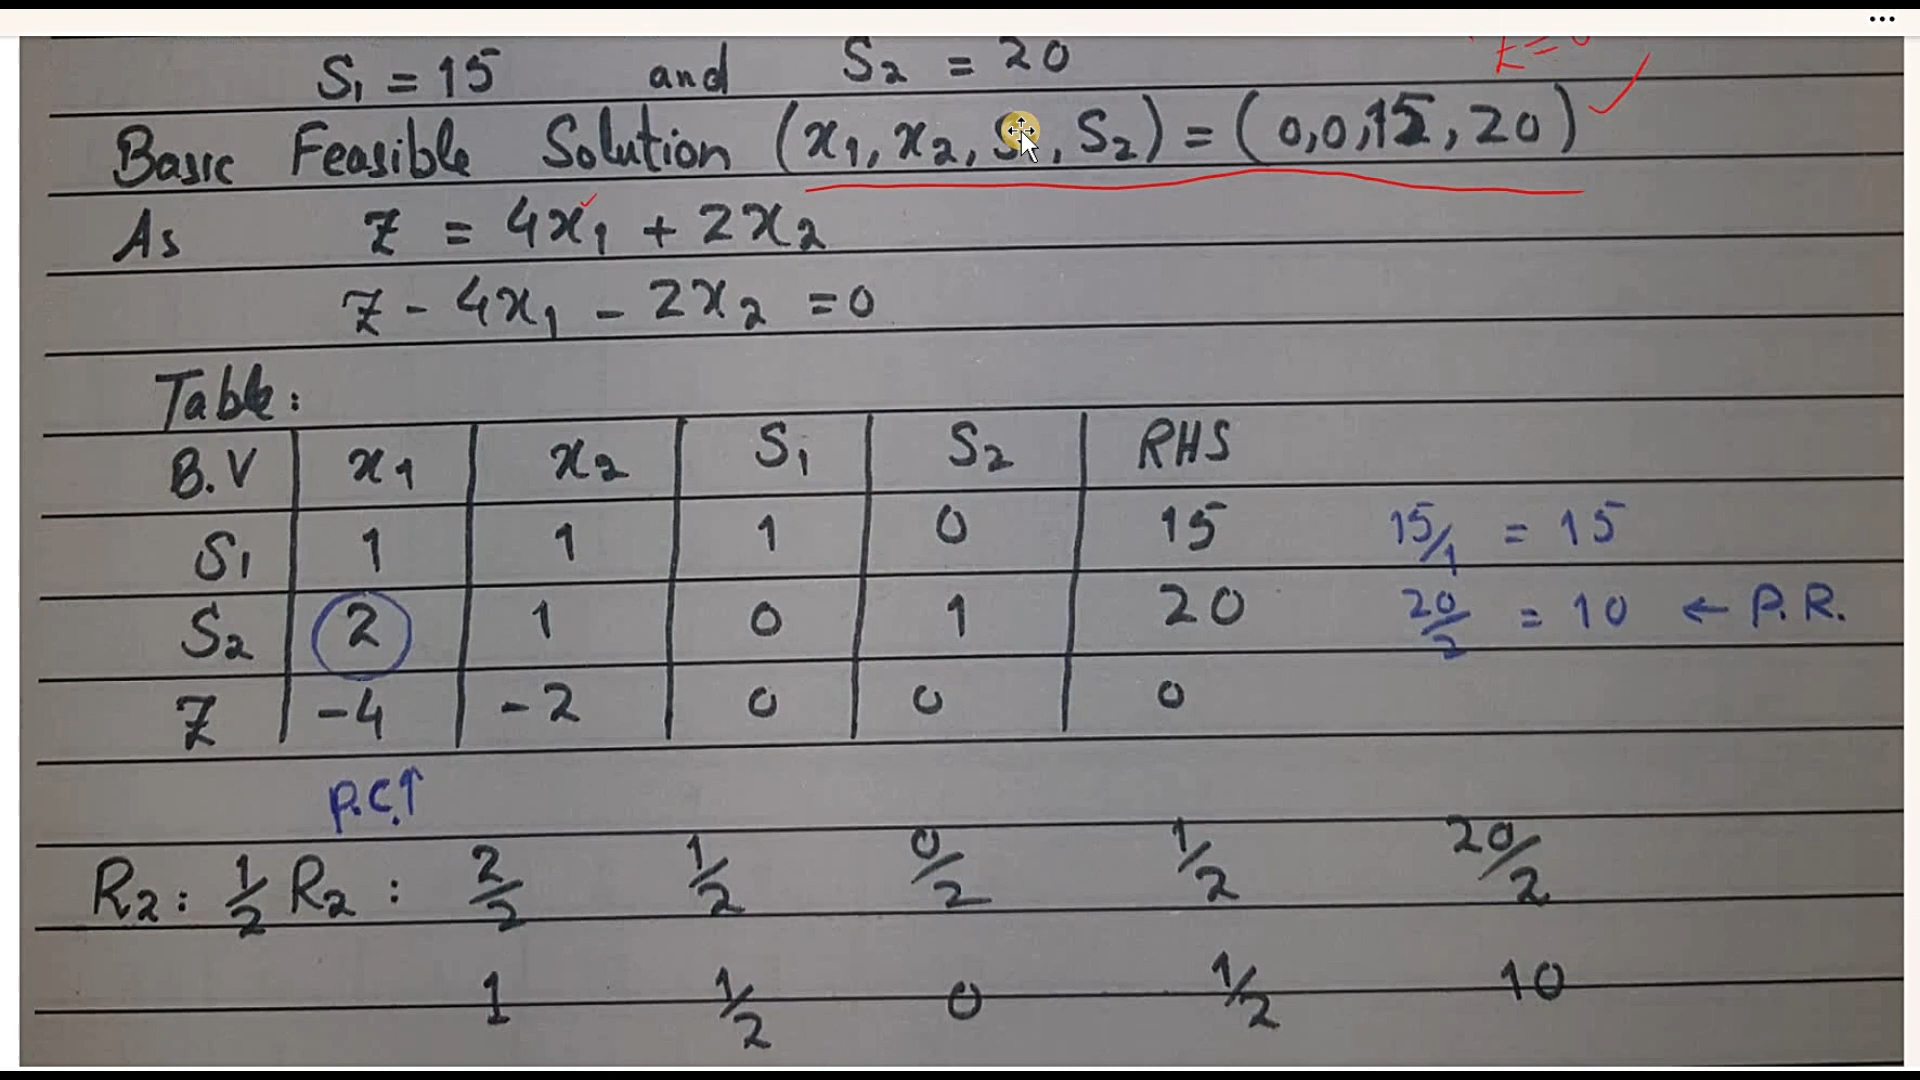 S₁ = 15 and S₂ = 20
Basic Feasible Solution (x₁, x₂, S₁, S₂) = (0,0,15,20)
As Z = 4x₁ + 2x₂
Z - 4x₁ - 2x₂ = 0
Table:
B.V x₁ x₂ S₁ S₂ RHS
S₁ 1 1 1 0 15 15/1 = 15
S₂ 2 1 0 1 20 20/2 = 10 ← P.R.
Z -4 -2 0 0 0
P.C.↑
R₂: 1/2 R₂ : 2/2 1/2 0/2 1/2 20/2
1 1/2 0 1/2 10